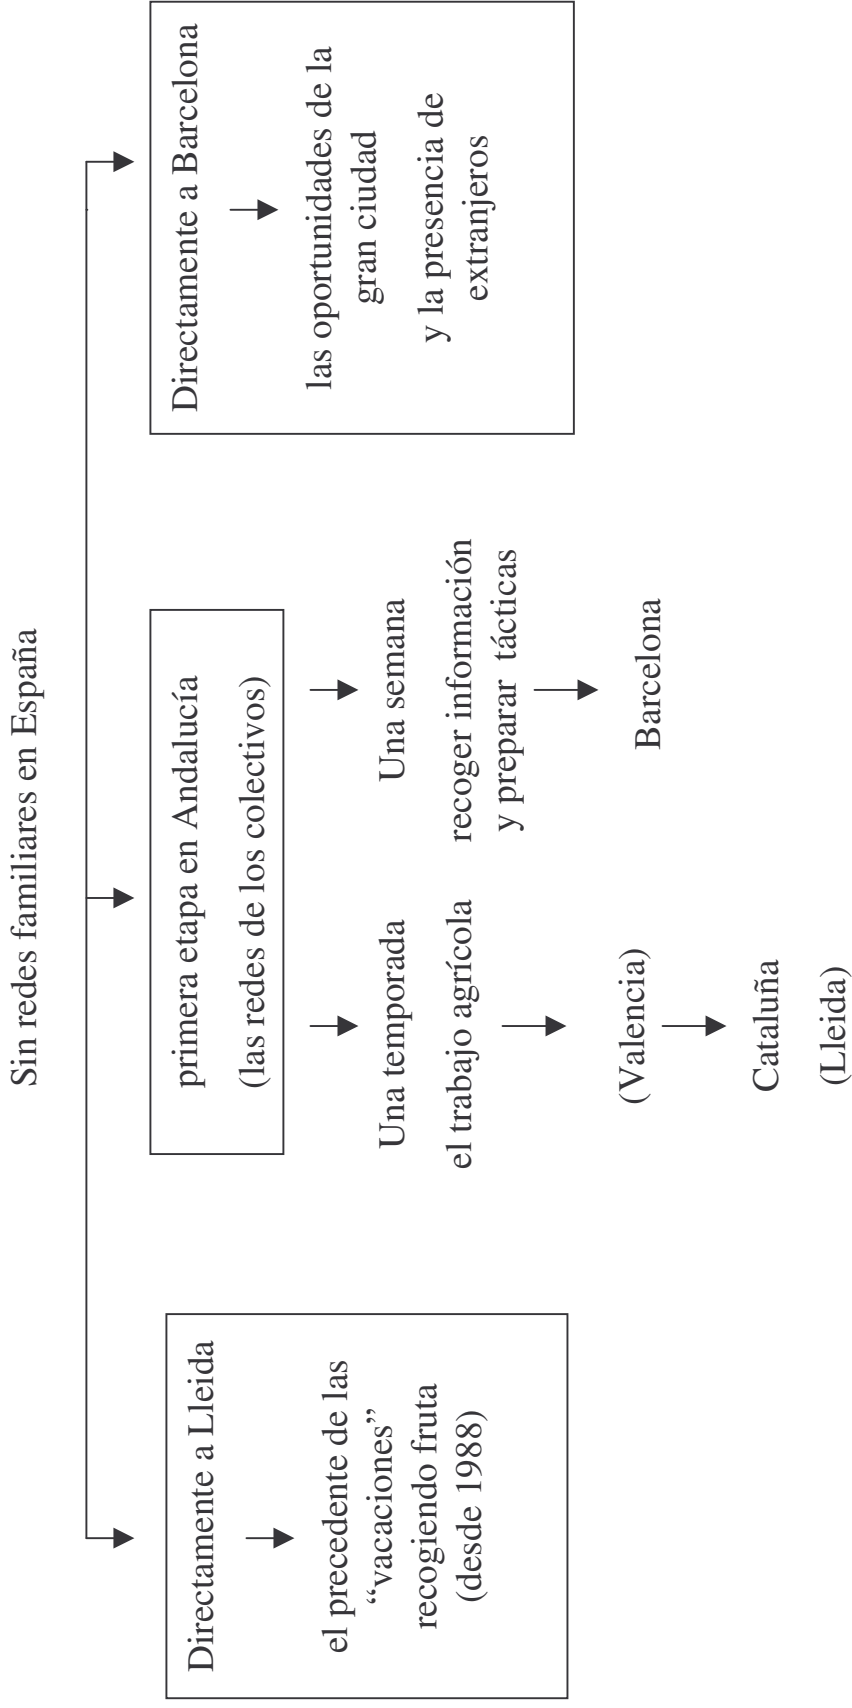 Sin redes familiares en España
Directamente a Lleida
el precedente de las
“vacaciones”
recogiendo fruta
(desde 1988)
primera etapa en Andalucía
(las redes de los colectivos)
Una temporada
el trabajo agrícola
(Valencia)
Cataluña
(Lleida)
Una semana
recoger información
y preparar tácticas
Barcelona
Directamente a Barcelona
las oportunidades de la
gran ciudad
y la presencia de
extranjeros